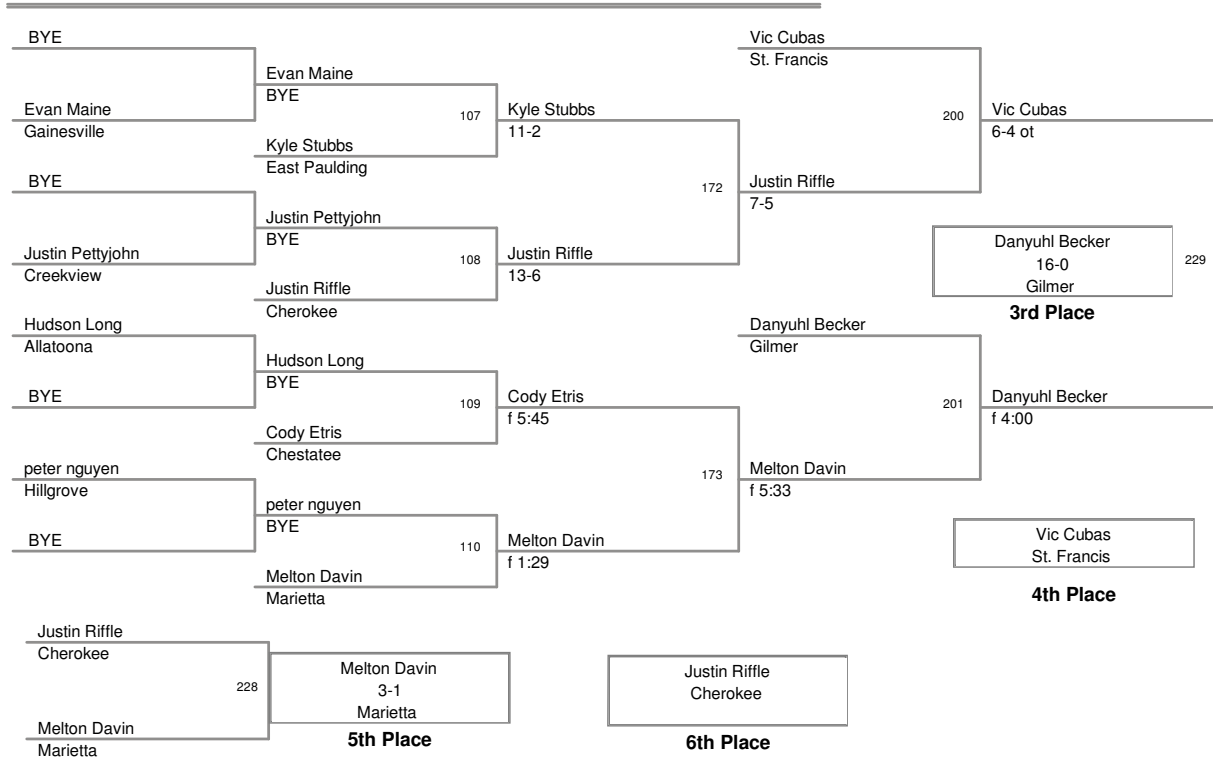 BYE
Evan Maine
Gainesville
BYE
Justin Pettyjohn
Creekview
Hudson Long
Allatoona
BYE
peter nguyen
Hillgrove
BYE
Evan Maine
BYE
107
Kyle Stubbs
East Paulding
Justin Pettyjohn
BYE
108
Justin Riffle
Cherokee
Hudson Long
BYE
109
Cody Etris
Chestatee
peter nguyen
BYE
110
Melton Davin
Marietta
Kyle Stubbs
11-2
172
Justin Riffle
13-6
Cody Etris
f 5:45
173
Melton Davin
f 1:29
Vic Cubas
St. Francis
200
Justin Riffle
7-5
Danyuhl Becker
Gilmer
201
Melton Davin
f 5:33
Vic Cubas
6-4 ot
Danyuhl Becker
16-0
Gilmer
229
3rd Place
Danyuhl Becker
f 4:00
Vic Cubas
St. Francis
4th Place
Justin Riffle
Cherokee
228
Melton Davin
Marietta
Melton Davin
3-1
Marietta
5th Place
Justin Riffle
Cherokee
6th Place